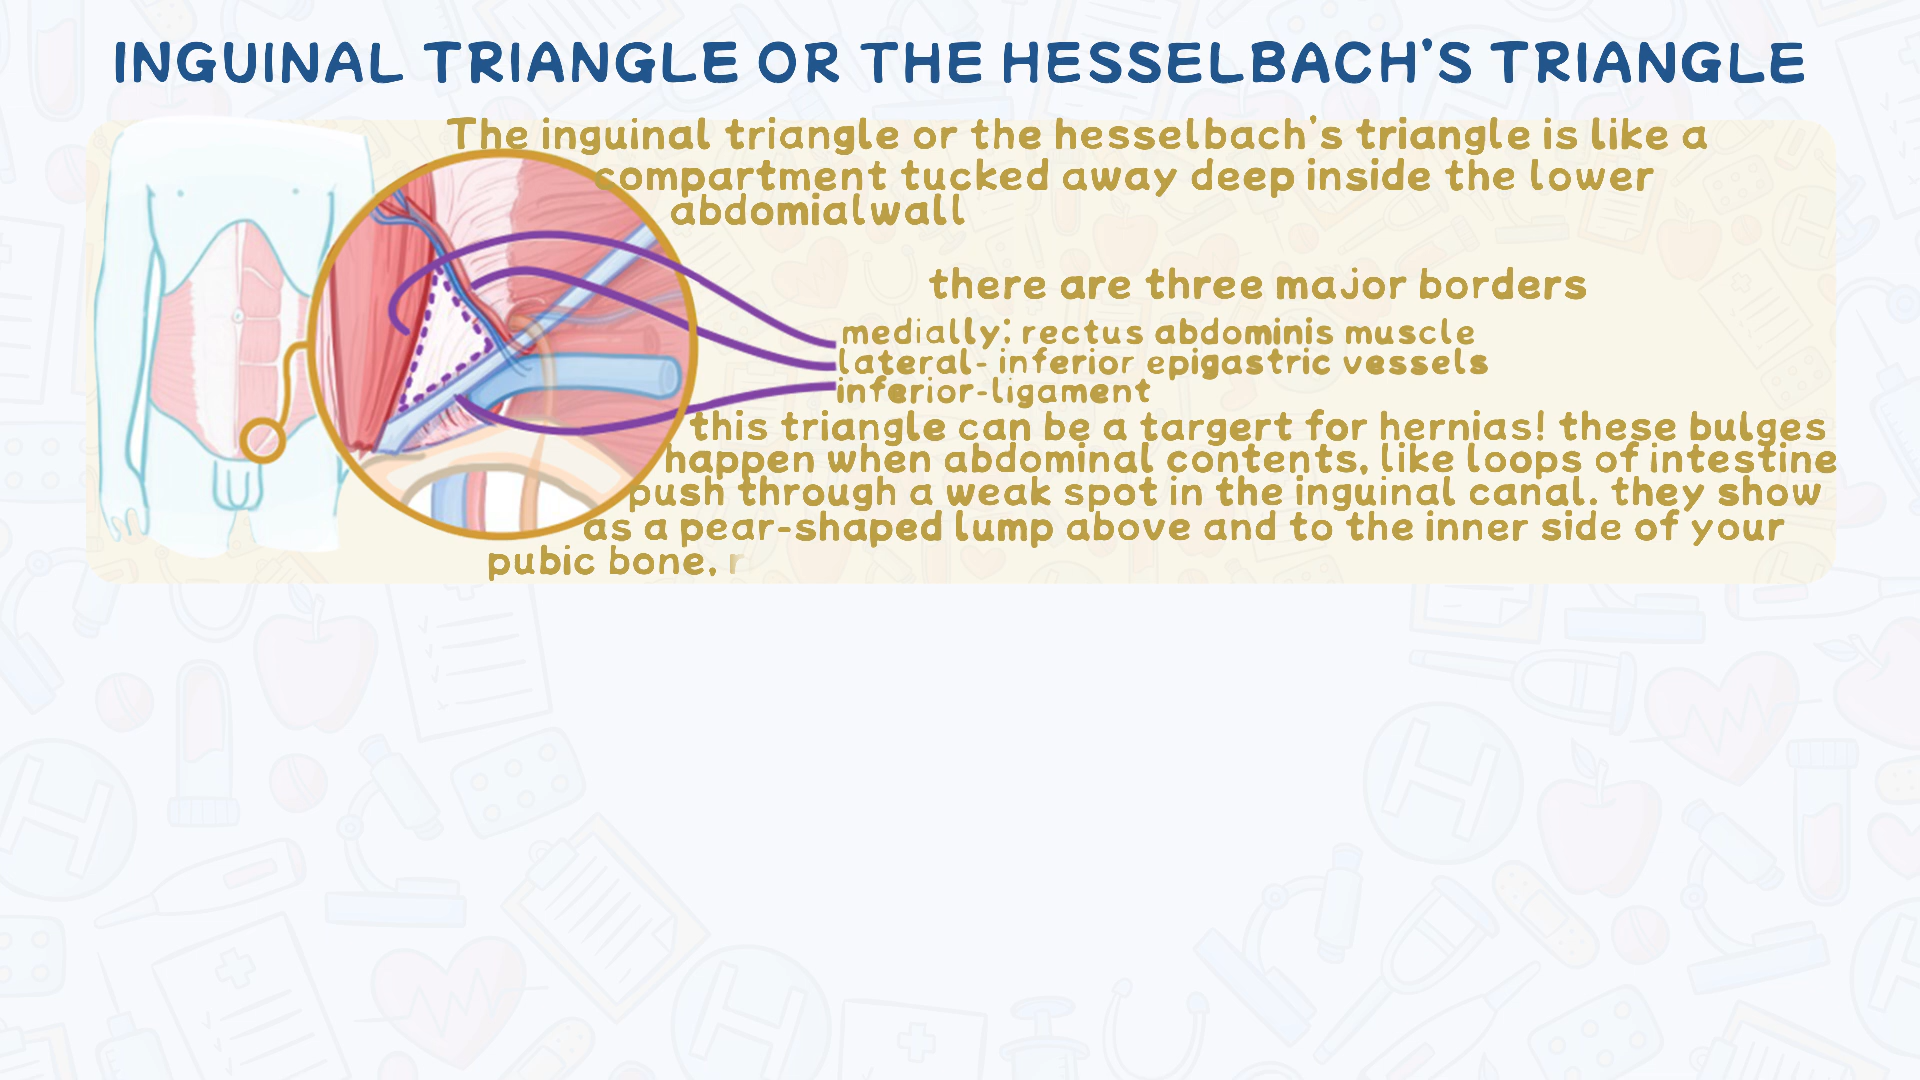 INGUINAL TRIANGLE OR THE HESSELBACH'S TRIANGLE
The inguinal triangle or the hesselbach's triangle is like a
compartment tucked away deep inside the lower
abdomialwall
there are three major borders
medially: rectus abdominis muscle
lateral- inferior epigastric vessels
inferior-ligament
this triangle can be a targert for hernias! these bulges
happen when abdominal contents, like loops of intestine
push through a weak spot in the inguinal canal. they show
as a pear-shaped lump above and to the inner side of your
pubic bone.